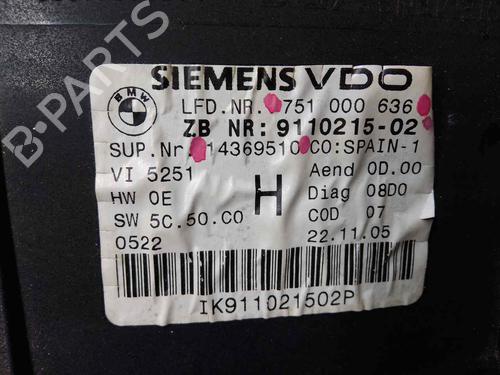 BMW
SIEMENS VDO
LFD.NR. 751 000 636
ZB NR: 9110215-02
SUP.Nr. 14369510 CO:SPAIN-1
VI 5251 Aend 0D.00
HW 0E H Diag 08D0
SW 5C.50.C0 COD 07
0522 22.11.05
IK911021502P